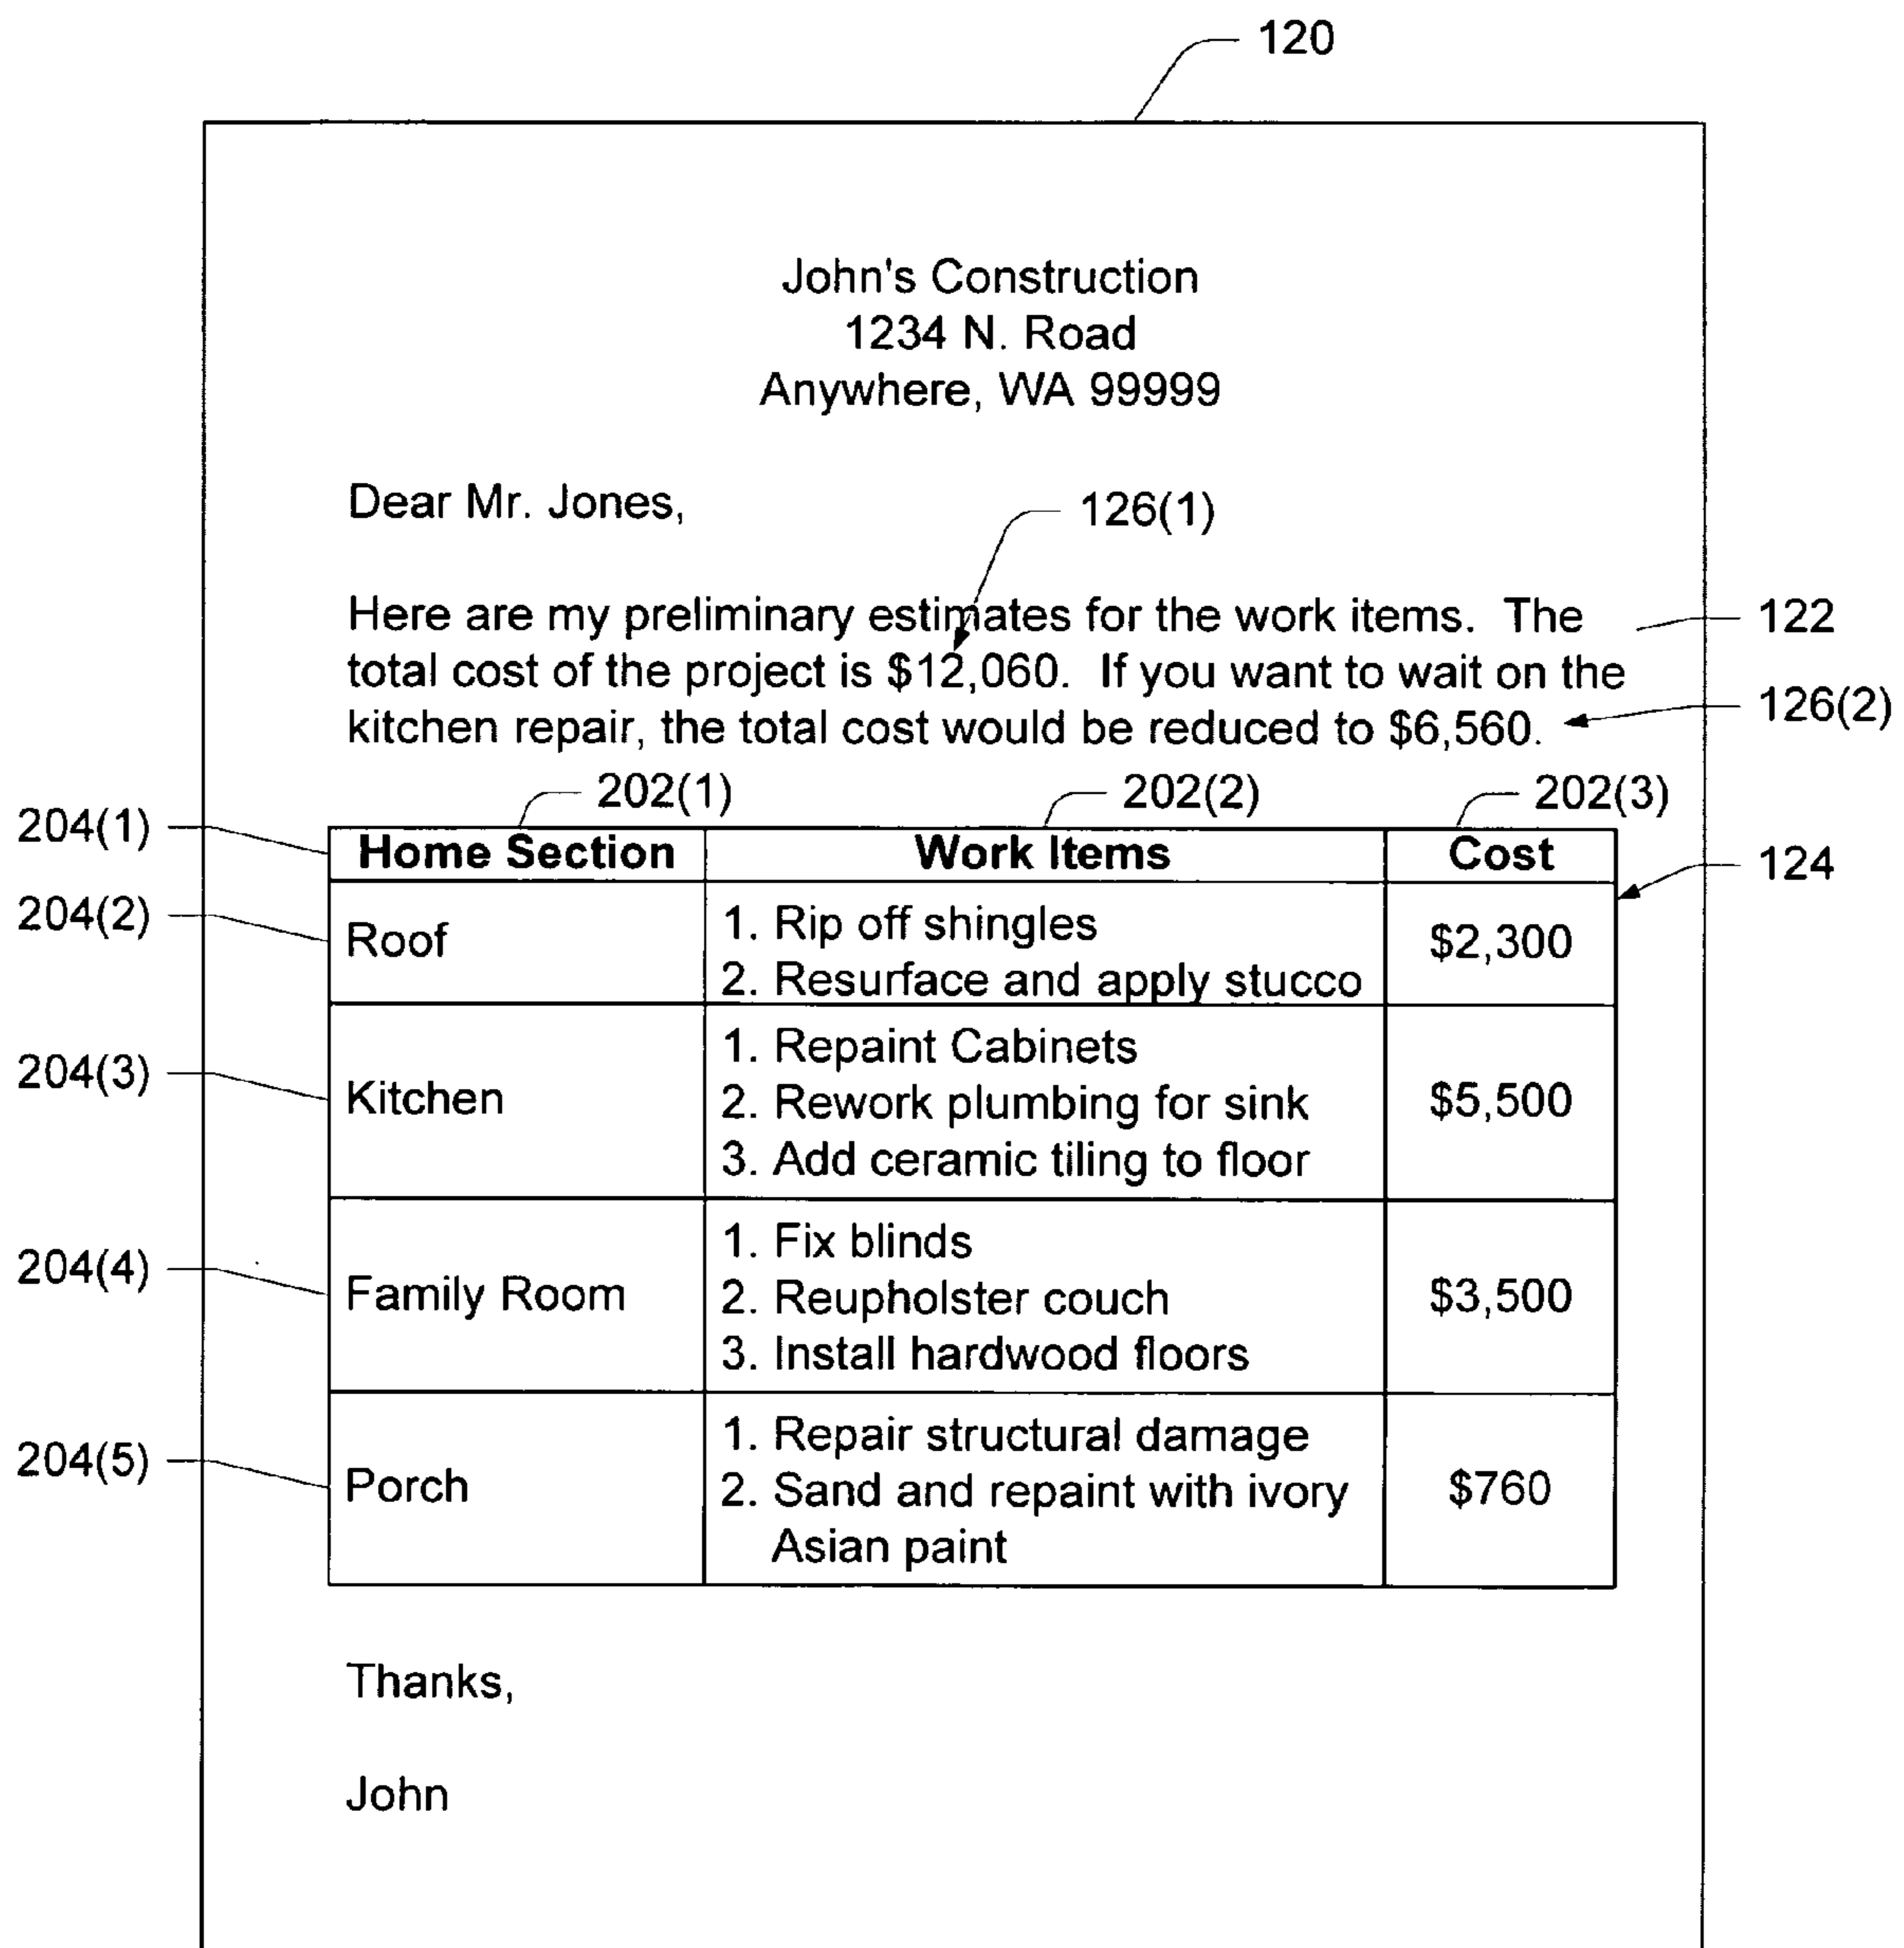 120
John's Construction
1234 N. Road
Anywhere, WA 99999
Dear Mr. Jones,
126(1)
Here are my preliminary estimates for the work items. The
122
total cost of the project is $12,060. If you want to wait on the
126(2)
kitchen repair, the total cost would be reduced to $6,560.
202(1) 202(2) 202(3)
204(1)
Home Section Work Items Cost
124
204(2)
Roof
1. Rip off shingles
2. Resurface and apply stucco
$2,300
204(3)
Kitchen
1. Repaint Cabinets
2. Rework plumbing for sink
3. Add ceramic tiling to floor
$5,500
204(4)
Family Room
1. Fix blinds
2. Reupholster couch
3. Install hardwood floors
$3,500
204(5)
Porch
1. Repair structural damage
2. Sand and repaint with ivory
Asian paint
$760
Thanks,
John